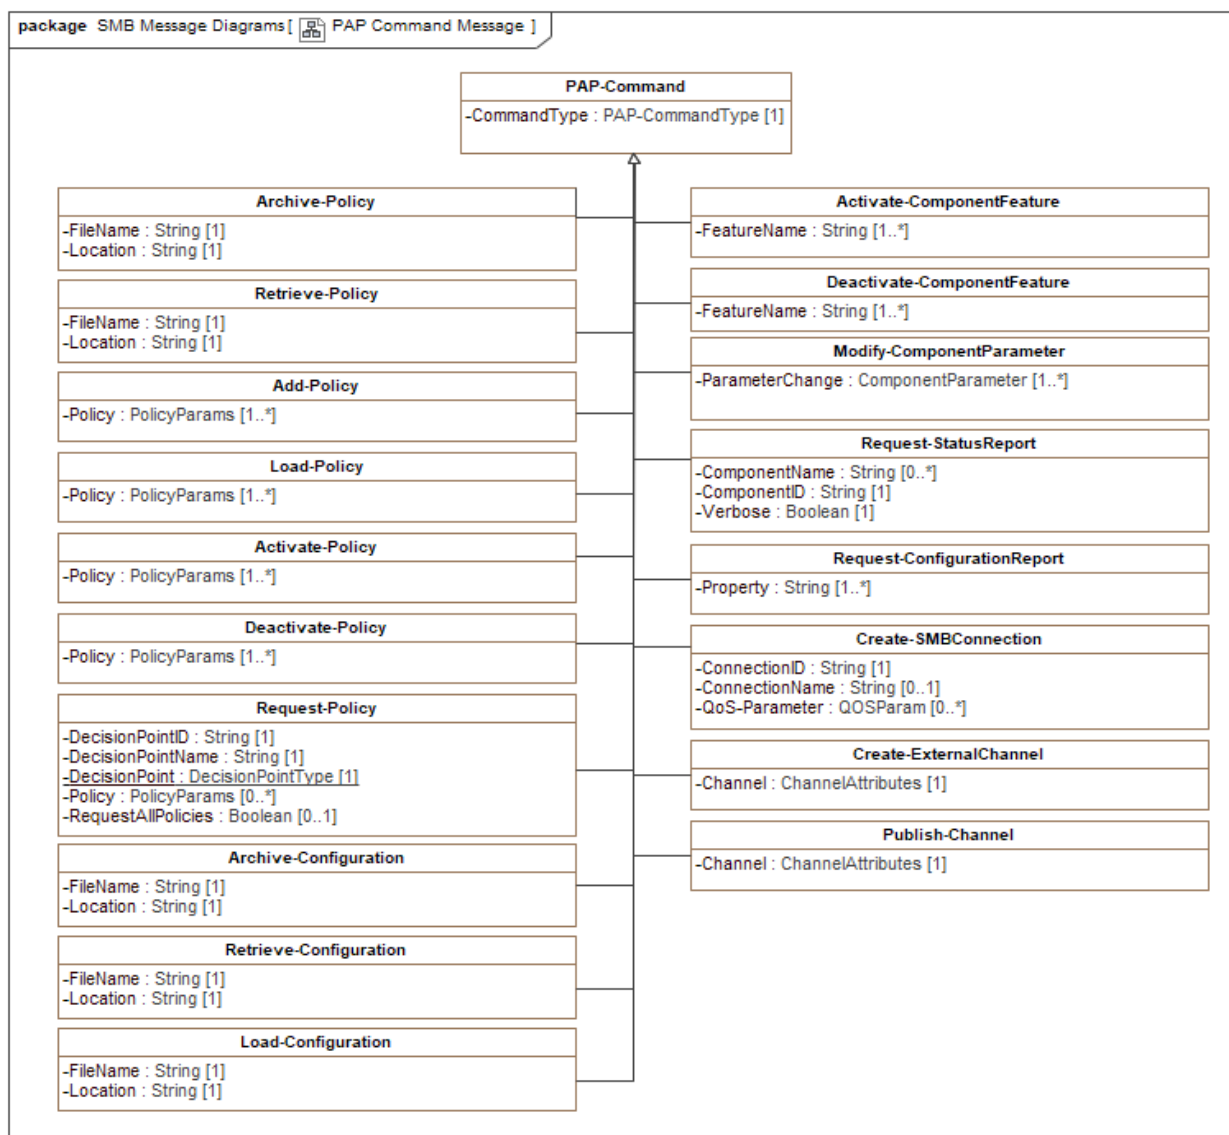 package SMB Message Diagrams [ PAP Command Message ]
PAP-Command
-CommandType : PAP-CommandType [1]
Archive-Policy
-FileName : String [1]
-Location : String [1]
Retrieve-Policy
-FileName : String [1]
-Location : String [1]
Add-Policy
-Policy : PolicyParams [1..*]
Load-Policy
-Policy : PolicyParams [1..*]
Activate-Policy
-Policy : PolicyParams [1..*]
Deactivate-Policy
-Policy : PolicyParams [1..*]
Request-Policy
-DecisionPointID : String [1]
-DecisionPointName : String [1]
-DecisionPoint : DecisionPointType [1]
-Policy : PolicyParams [0..*]
-RequestAllPolicies : Boolean [0..1]
Archive-Configuration
-FileName : String [1]
-Location : String [1]
Retrieve-Configuration
-FileName : String [1]
-Location : String [1]
Load-Configuration
-FileName : String [1]
-Location : String [1]
Activate-ComponentFeature
-FeatureName : String [1..*]
Deactivate-ComponentFeature
-FeatureName : String [1..*]
Modify-ComponentParameter
-ParameterChange : ComponentParameter [1..*]
Request-StatusReport
-ComponentName : String [0..*]
-ComponentID : String [1]
-Verbose : Boolean [1]
Request-ConfigurationReport
-Property : String [1..*]
Create-SMBConnection
-ConnectionID : String [1]
-ConnectionName : String [0..1]
-QoS-Parameter : QOSParam [0..*]
Create-ExternalChannel
-Channel : ChannelAttributes [1]
Publish-Channel
-Channel : ChannelAttributes [1]